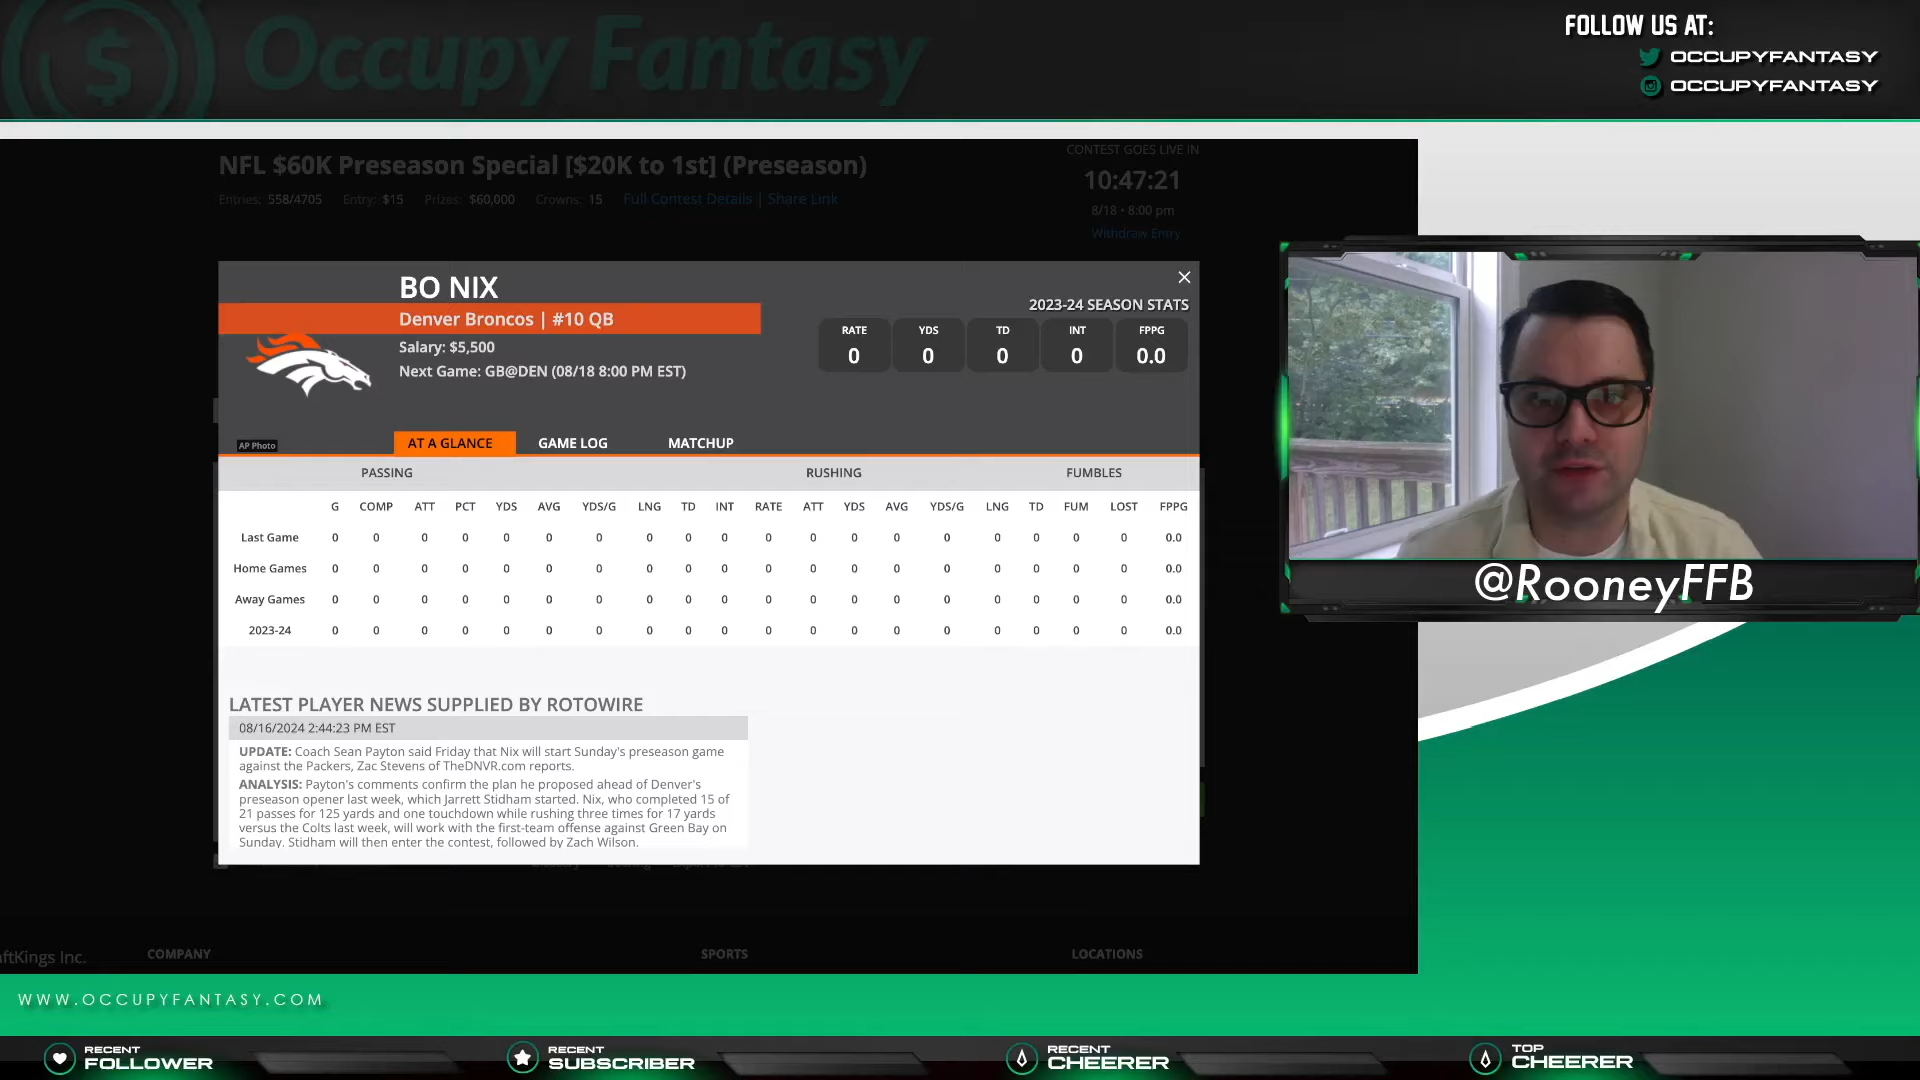 Occupy Fantasy
FOLLOW US AT:
OCCUPYFANTASY
OCCUPYFANTASY
NFL $60K Preseason Special [$20K to 1st] (Preseason)
Entries: 558/4705 Entry: $15 Prizes: $60,000 Crowns: 15 Full Contest Details | Share Link
CONTEST GOES LIVE IN
10:47:21
8/18 • 8:00 pm
Withdraw Entry
BO NIX
Denver Broncos | #10 QB
Salary: $5,500
Next Game: GB@DEN (08/18 8:00 PM EST)
2023-24 SEASON STATS
RATE YDS TD INT FPPG
0 0 0 0 0.0
AP Photo
AT A GLANCE GAME LOG MATCHUP
PASSING RUSHING FUMBLES
G COMP ATT PCT YDS AVG YDS/G LNG TD INT RATE ATT YDS AVG YDS/G LNG TD FUM LOST FPPG
Last Game 0 0 0 0 0 0 0 0 0 0 0 0 0 0 0 0 0 0 0 0.0
Home Games 0 0 0 0 0 0 0 0 0 0 0 0 0 0 0 0 0 0 0 0.0
Away Games 0 0 0 0 0 0 0 0 0 0 0 0 0 0 0 0 0 0 0 0.0
2023-24 0 0 0 0 0 0 0 0 0 0 0 0 0 0 0 0 0 0 0 0.0
LATEST PLAYER NEWS SUPPLIED BY ROTOWIRE
08/16/2024 2:44:23 PM EST
UPDATE: Coach Sean Payton said Friday that Nix will start Sunday's preseason game
against the Packers, Zac Stevens of TheDNVR.com reports.
ANALYSIS: Payton's comments confirm the plan he proposed ahead of Denver's
preseason opener last week, which Jarrett Stidham started. Nix, who completed 15 of
21 passes for 125 yards and one touchdown while rushing three times for 17 yards
versus the Colts last week, will work with the first-team offense against Green Bay on
Sunday. Stidham will then enter the contest, followed by Zach Wilson.
@RooneyFFB
aftKings Inc. COMPANY SPORTS LOCATIONS
WWW.OCCUPYFANTASY.COM
RECENT
FOLLOWER
RECENT
SUBSCRIBER
RECENT
CHEERER
TOP
CHEERER